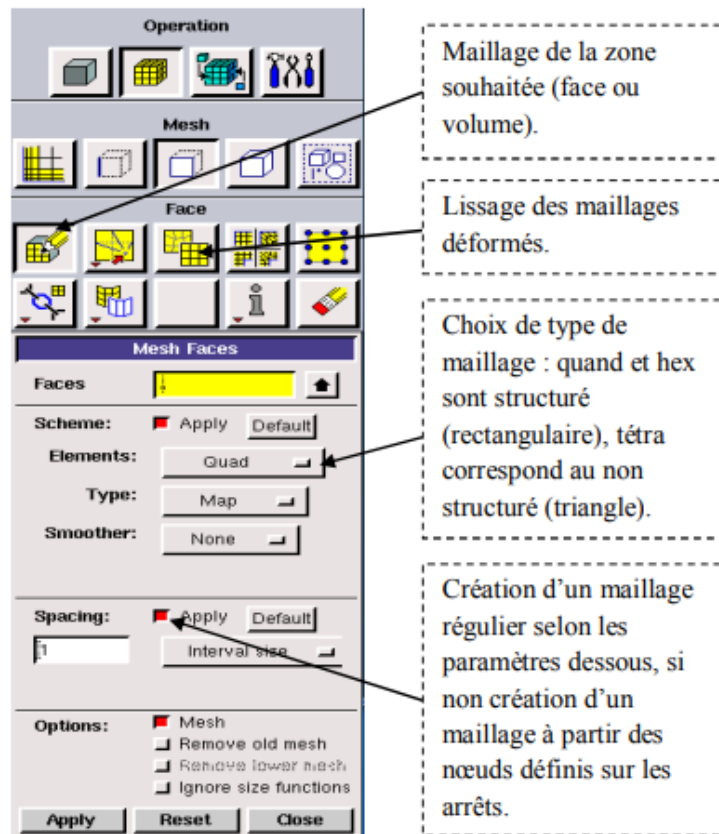 Operation
Mesh
Face
Mesh Faces
Faces
Scheme: Apply Default
Elements: Quad
Type: Map
Smoother: None
Spacing: Apply Default
1 Interval size
Options: Mesh
Remove old mesh
Remove lower mesh
Ignore size functions
Apply Reset Close
Maillage de la zone
souhaitée (face ou
volume).
Lissage des maillages
déformés.
Choix de type de
maillage : quand et hex
sont structuré
(rectangulaire), tétra
correspond au non
structuré (triangle).
Création d’un maillage
régulier selon les
paramètres dessous, si
non création d’un
maillage à partir des
nœuds définis sur les
arrêts.